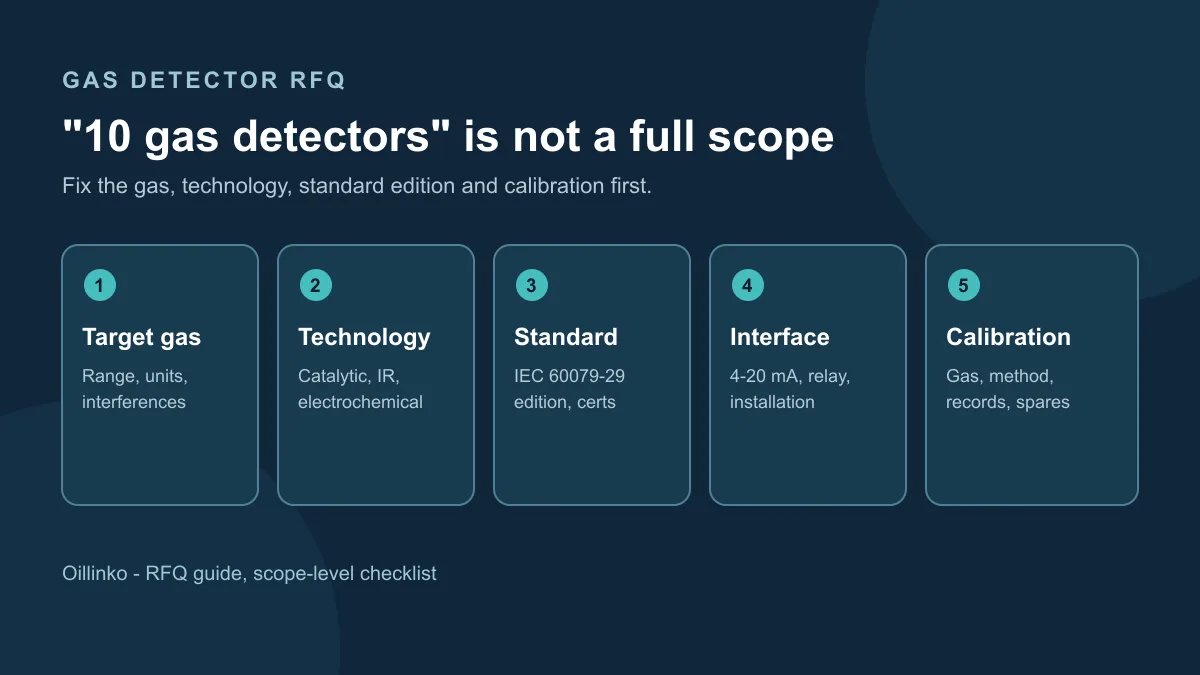 GAS DETECTOR RFQ
"10 gas detectors" is not a full scope
Fix the gas, technology, standard edition and calibration first.
1
Target gas
Range, units,
interferences
2
Technology
Catalytic, IR,
electrochemical
3
Standard
IEC 60079-29
edition, certs
4
Interface
4-20 mA, relay,
installation
5
Calibration
Gas, method,
records, spares
Oillinko - RFQ guide, scope-level checklist